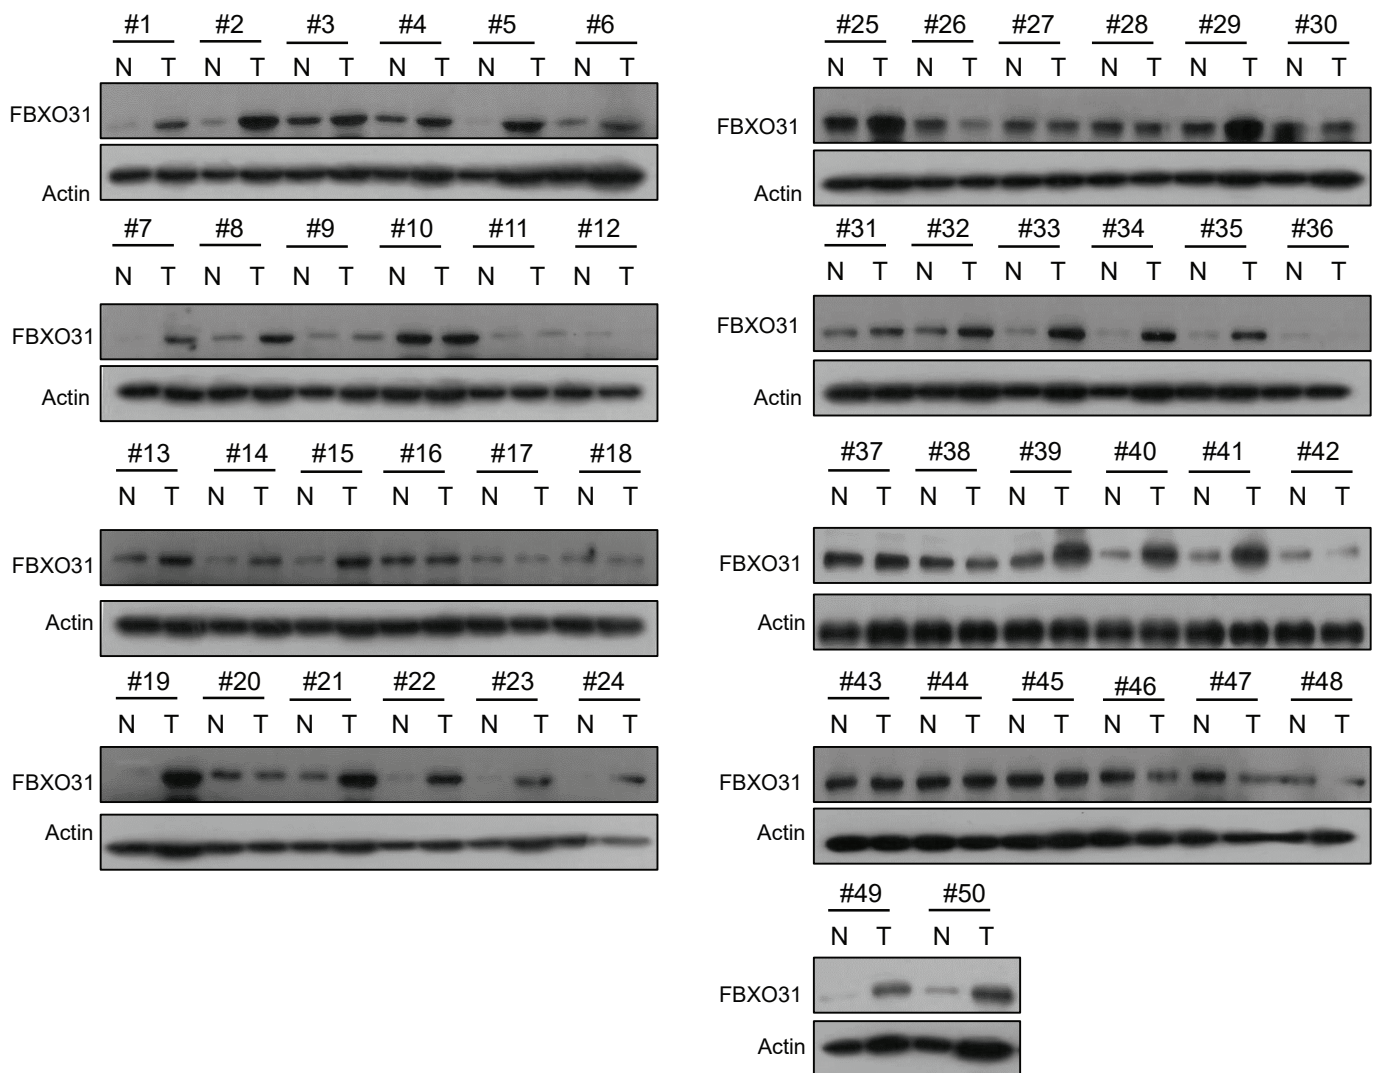 #1 #2 #3 #4 #5 #6
N T N T N T N T N T N T
FBXO31
Actin
#7 #8 #9 #10 #11 #12
N T N T N T N T N T N T
FBXO31
Actin
#13 #14 #15 #16 #17 #18
N T N T N T N T N T N T
FBXO31
Actin
#19 #20 #21 #22 #23 #24
N T N T N T N T N T N T
FBXO31
Actin
#25 #26 #27 #28 #29 #30
N T N T N T N T N T N T
FBXO31
Actin
#31 #32 #33 #34 #35 #36
N T N T N T N T N T N T
FBXO31
Actin
#37 #38 #39 #40 #41 #42
N T N T N T N T N T N T
FBXO31
Actin
#43 #44 #45 #46 #47 #48
N T N T N T N T N T N T
FBXO31
Actin
#49 #50
N T N T
FBXO31
Actin